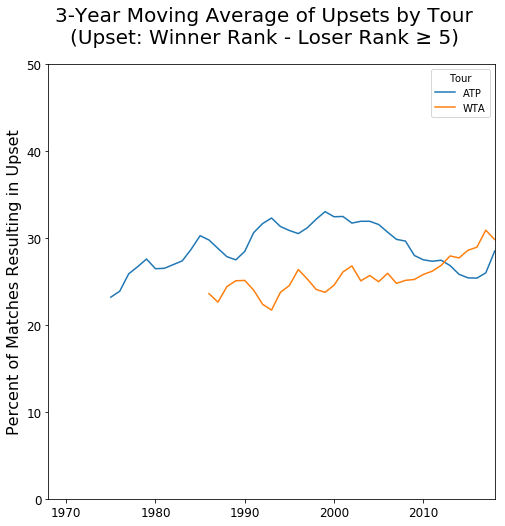 3-Year Moving Average of Upsets by Tour
(Upset: Winner Rank - Loser Rank ≥ 5)
Percent of Matches Resulting in Upset
50
40
30
20
10
0
Tour
ATP
WTA
1970
1980
1990
2000
2010